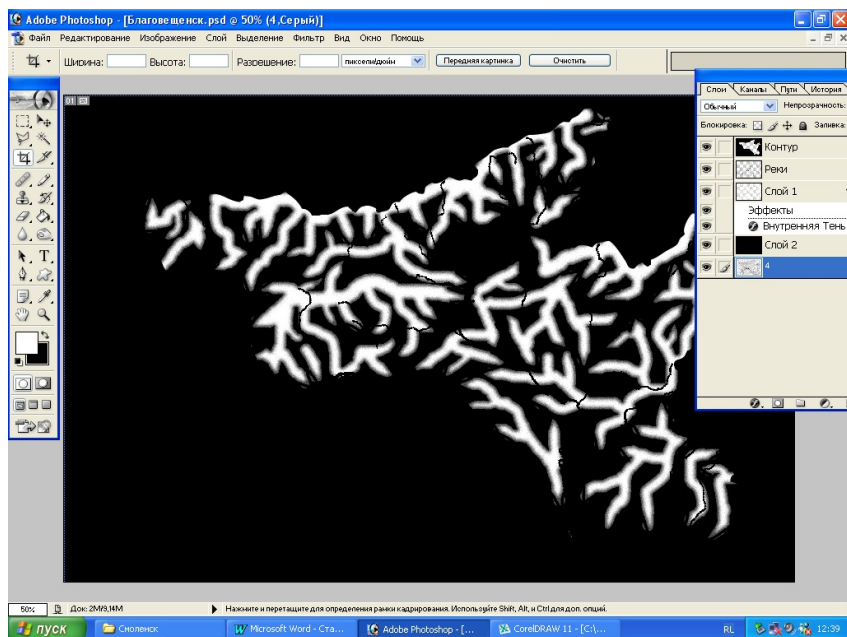 Adobe Photoshop - [Благовещенск.psd @ 50% (4,Серый)]
Файл Редактирование Изображение Слой Выделение Фильтр Вид Окно Помощь
Ширина: Высота: Разрешение: пиксели/дюйм Передняя картинка Очистить
Слои Каналы Пути История
Обычный Непрозрачность:
Блокировка: Заливка:
01
Контур
Реки
Слой 1
Эффекты
Внутренняя Тень
Слой 2
4
50% Док: 2M/9,14M Нажмите и перетащите для определения рамки кадрирования. Используйте Shift, Alt, и Ctrl для доп. опций.
пуск Смоленск Microsoft Word - Ста... Adobe Photoshop - [... CorelDRAW 11 - [C:\... RU 12:39